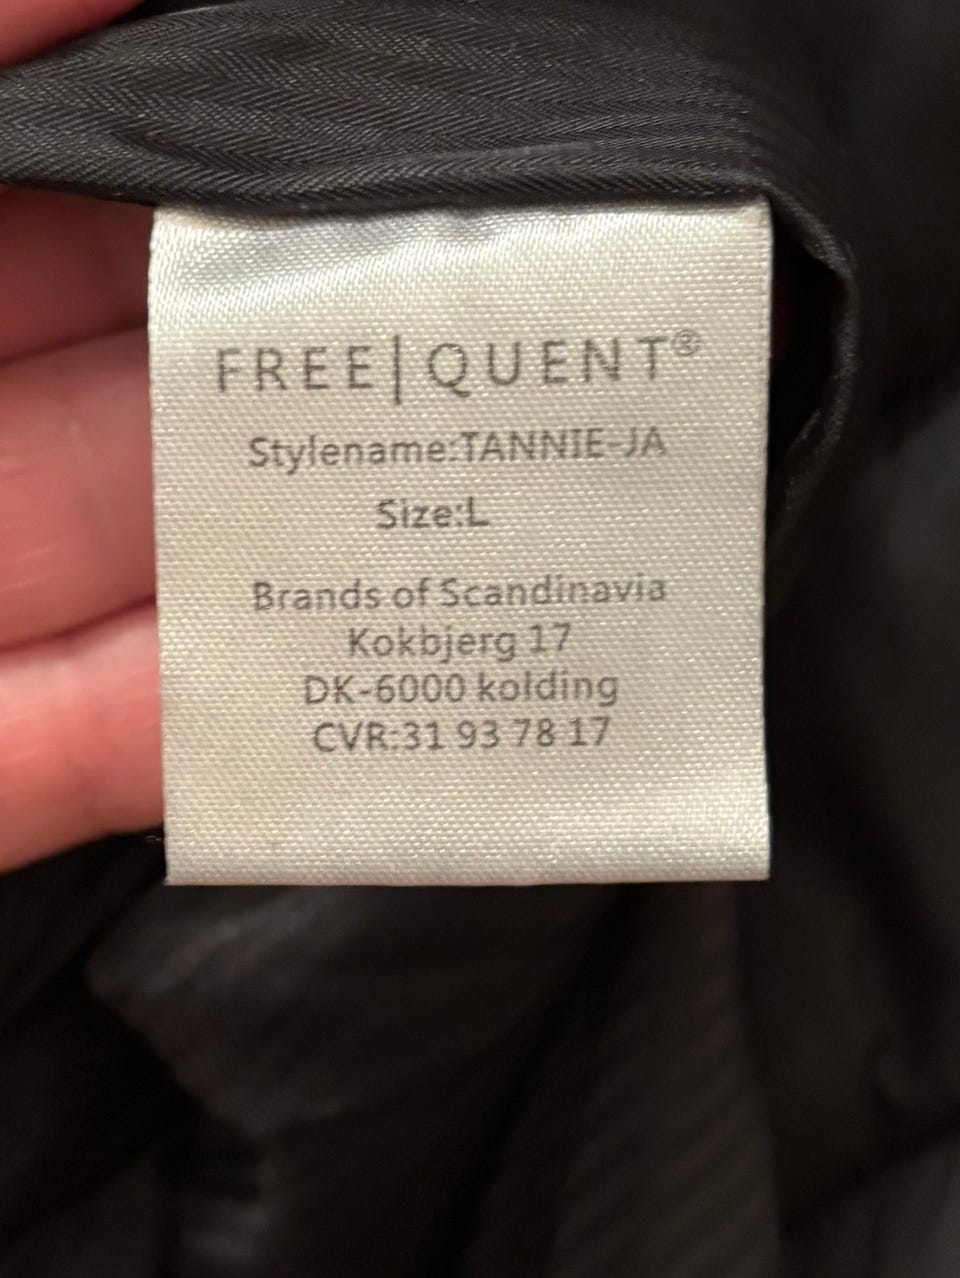 FREE|QUENT®
Stylename:TANNIE-JA
Size:L
Brands of Scandinavia
Kokbjerg 17
DK-6000 kolding
CVR:31 93 78 17